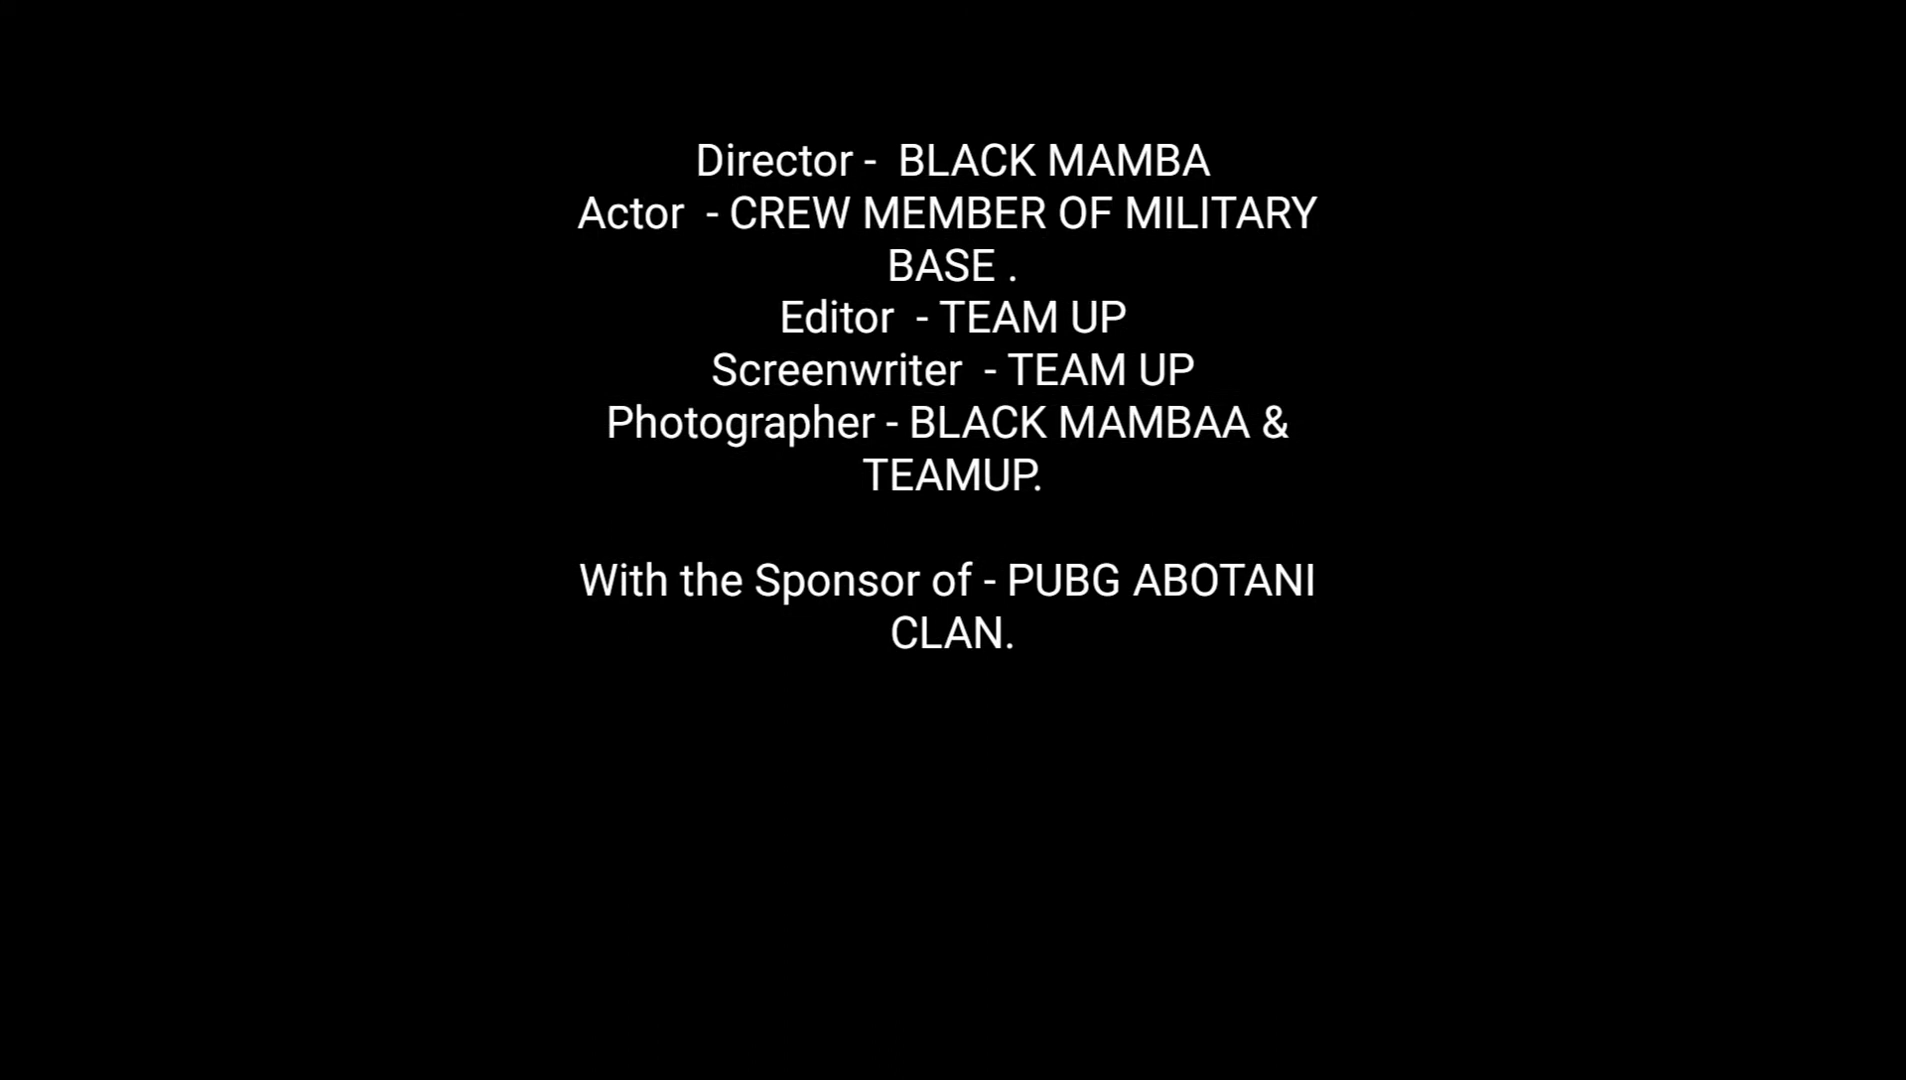 Director -  BLACK MAMBA
Actor  - CREW MEMBER OF MILITARY
BASE .
Editor  - TEAM UP
Screenwriter  - TEAM UP
Photographer - BLACK MAMBAA &
TEAMUP.
With the Sponsor of - PUBG ABOTANI
CLAN.